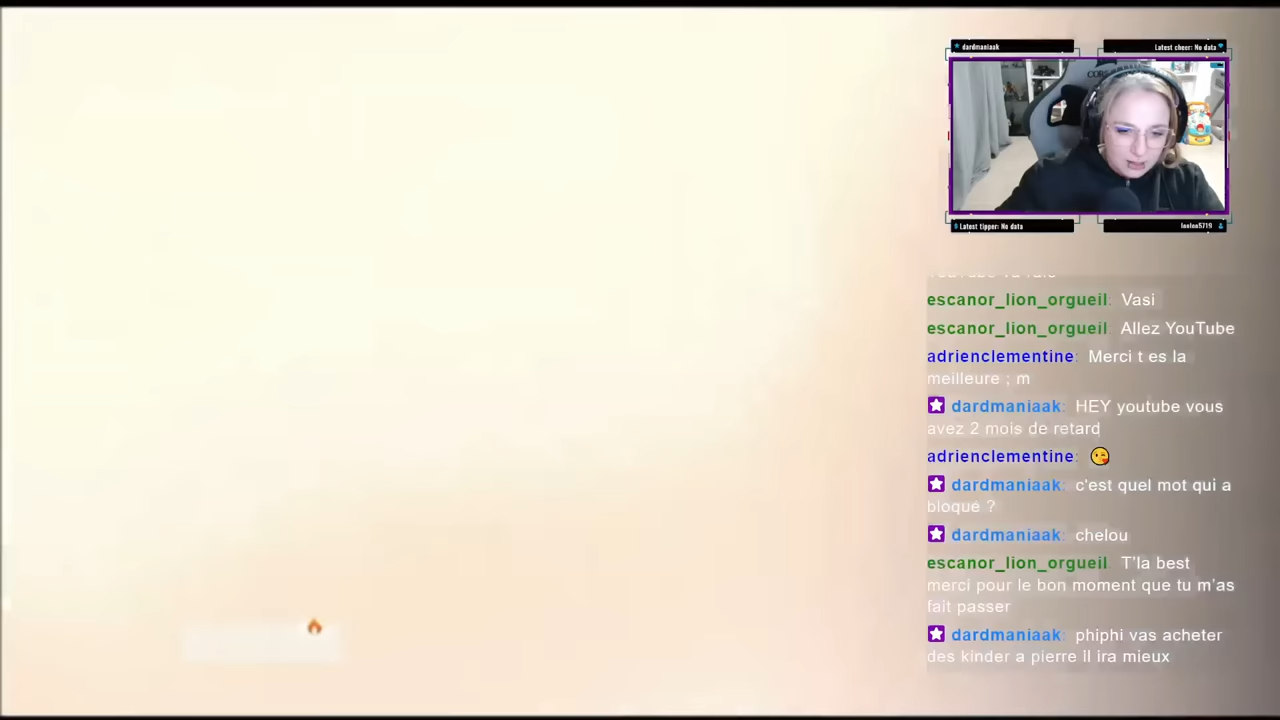 dardmaniaak
Latest cheer: No data
CORS
Latest tipper: No data
escanor_lion_orgueil: Vasi
escanor_lion_orgueil: Allez YouTube
adrienclementine: Merci t es la
meilleure ; m
dardmaniaak: HEY youtube vous
avez 2 mois de retard
adrienclementine: 😘
dardmaniaak: c'est quel mot qui a
bloqué ?
dardmaniaak: chelou
escanor_lion_orgueil: T'la best
merci pour le bon moment que tu m'as
fait passer
dardmaniaak: phiphi vas acheter
des kinder a pierre il ira mieux